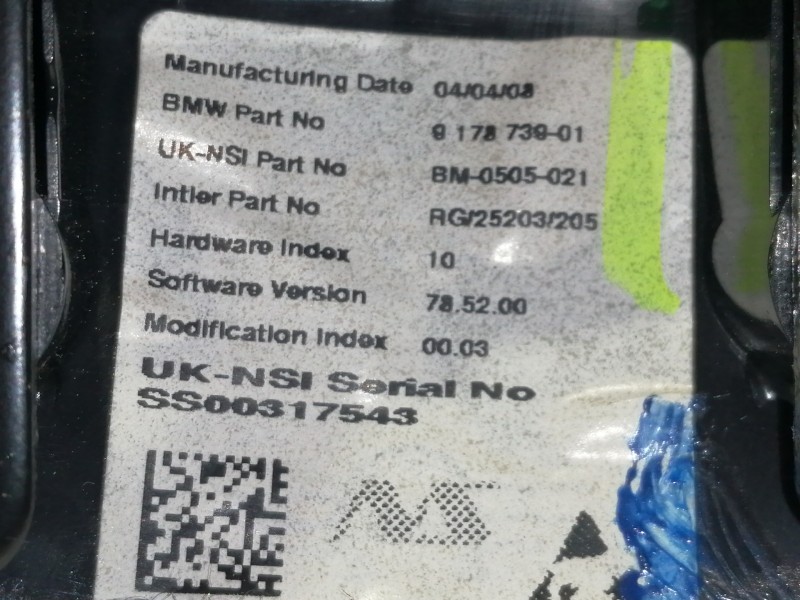 Manufacturing Date 04/04/08
BMW Part No 9 178 739-01
UK-NSI Part No BM-0505-021
Intier Part No RG/25203/205
Hardware Index 10
Software Version 78.52.00
Modification Index 00.03
UK-NSI Serial No
SS00317543